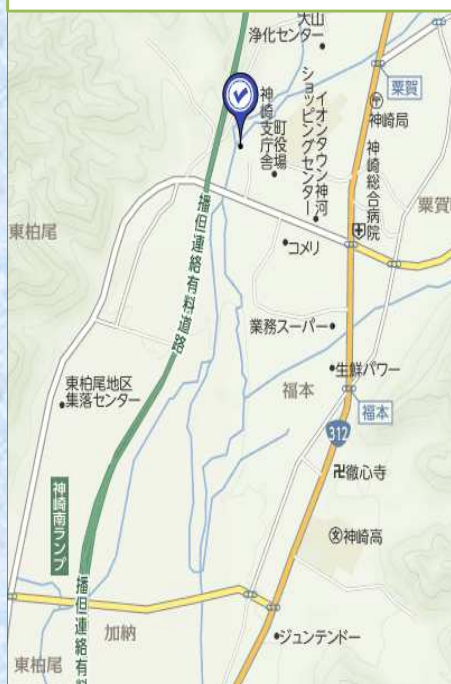 大山
浄化センター
粟賀
神崎局
神崎支庁舎
町役場
イオンタウン神河
ショッピングセンター
神崎総合病院
粟賀
東柏尾
コメリ
播但連絡有料道路
業務スーパー
生鮮パワー
東柏尾地区
集落センター
福本
福本
312
卍徹心寺
神崎南ランプ
文神崎高
播但連絡有料
加納
ジュンテンドー
東柏尾